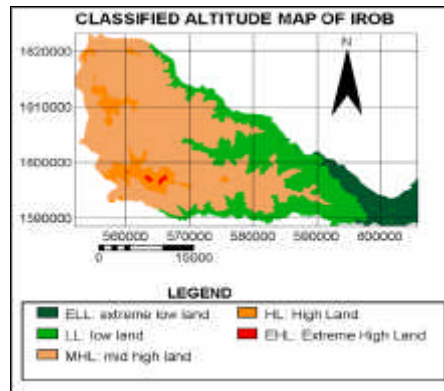 CLASSIFIED ALTITUDE MAP OF IROB
N
1620000
1610000
1600000
1590000
560000 570000 580000 590000 600000
0 15000
LEGEND
ELL: extreme low land
HL: High Land
LL: low land
EHL: Extreme High Land
MHL: mid high land